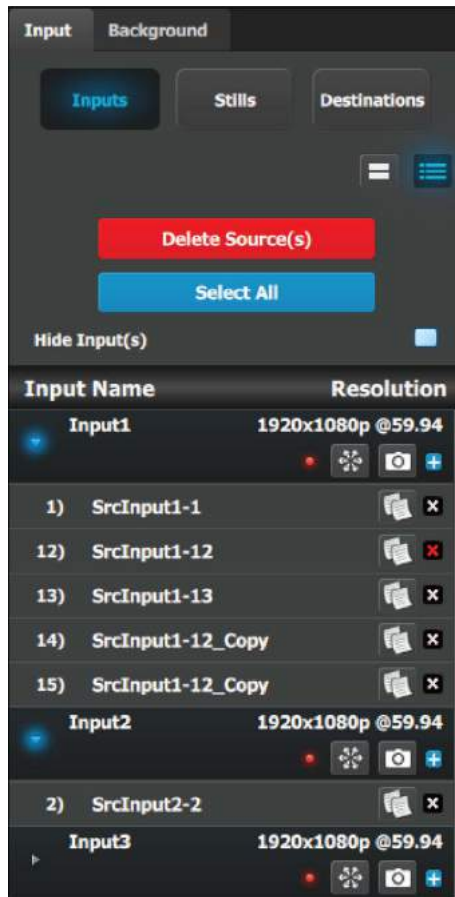 Input Background
Inputs Stills Destinations
Delete Source(s)
Select All
Hide Input(s)
Input Name Resolution
Input1 1920x1080p @59.94
1) SrcInput1-1
12) SrcInput1-12
13) SrcInput1-13
14) SrcInput1-12_Copy
15) SrcInput1-12_Copy
Input2 1920x1080p @59.94
2) SrcInput2-2
Input3 1920x1080p @59.94